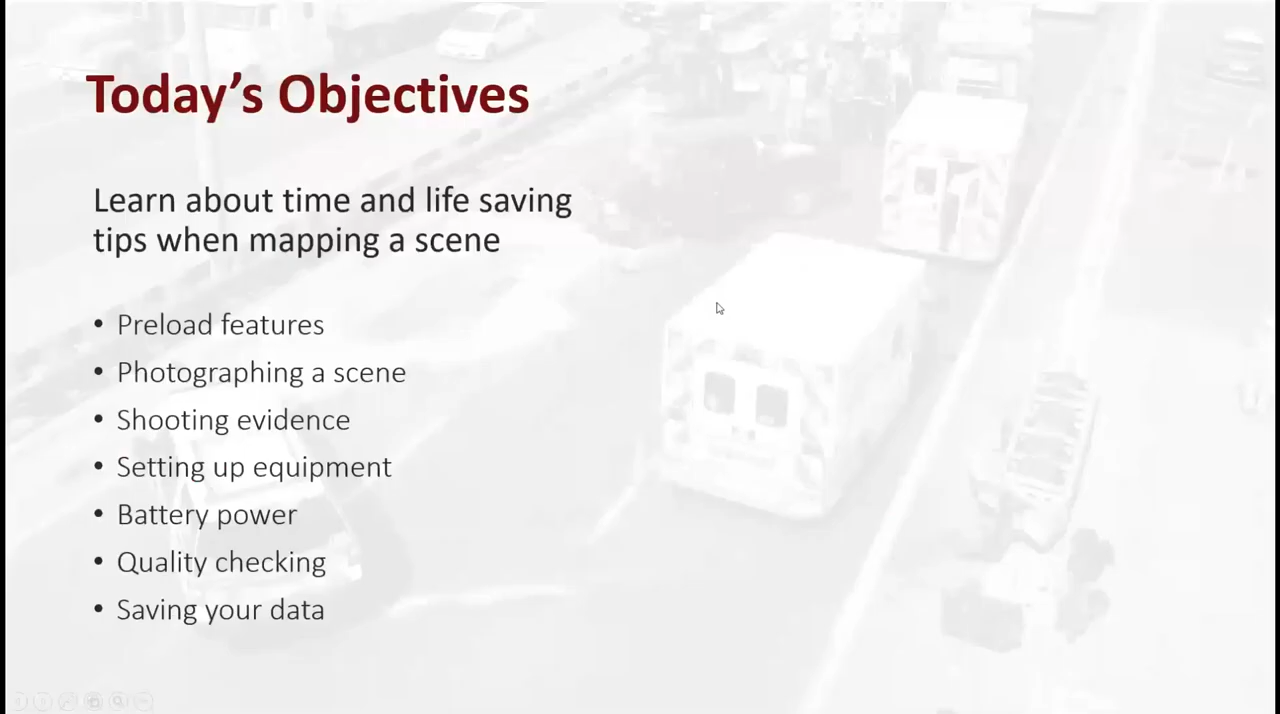 Today's Objectives
Learn about time and life saving
tips when mapping a scene
• Preload features
• Photographing a scene
• Shooting evidence
• Setting up equipment
• Battery power
• Quality checking
• Saving your data